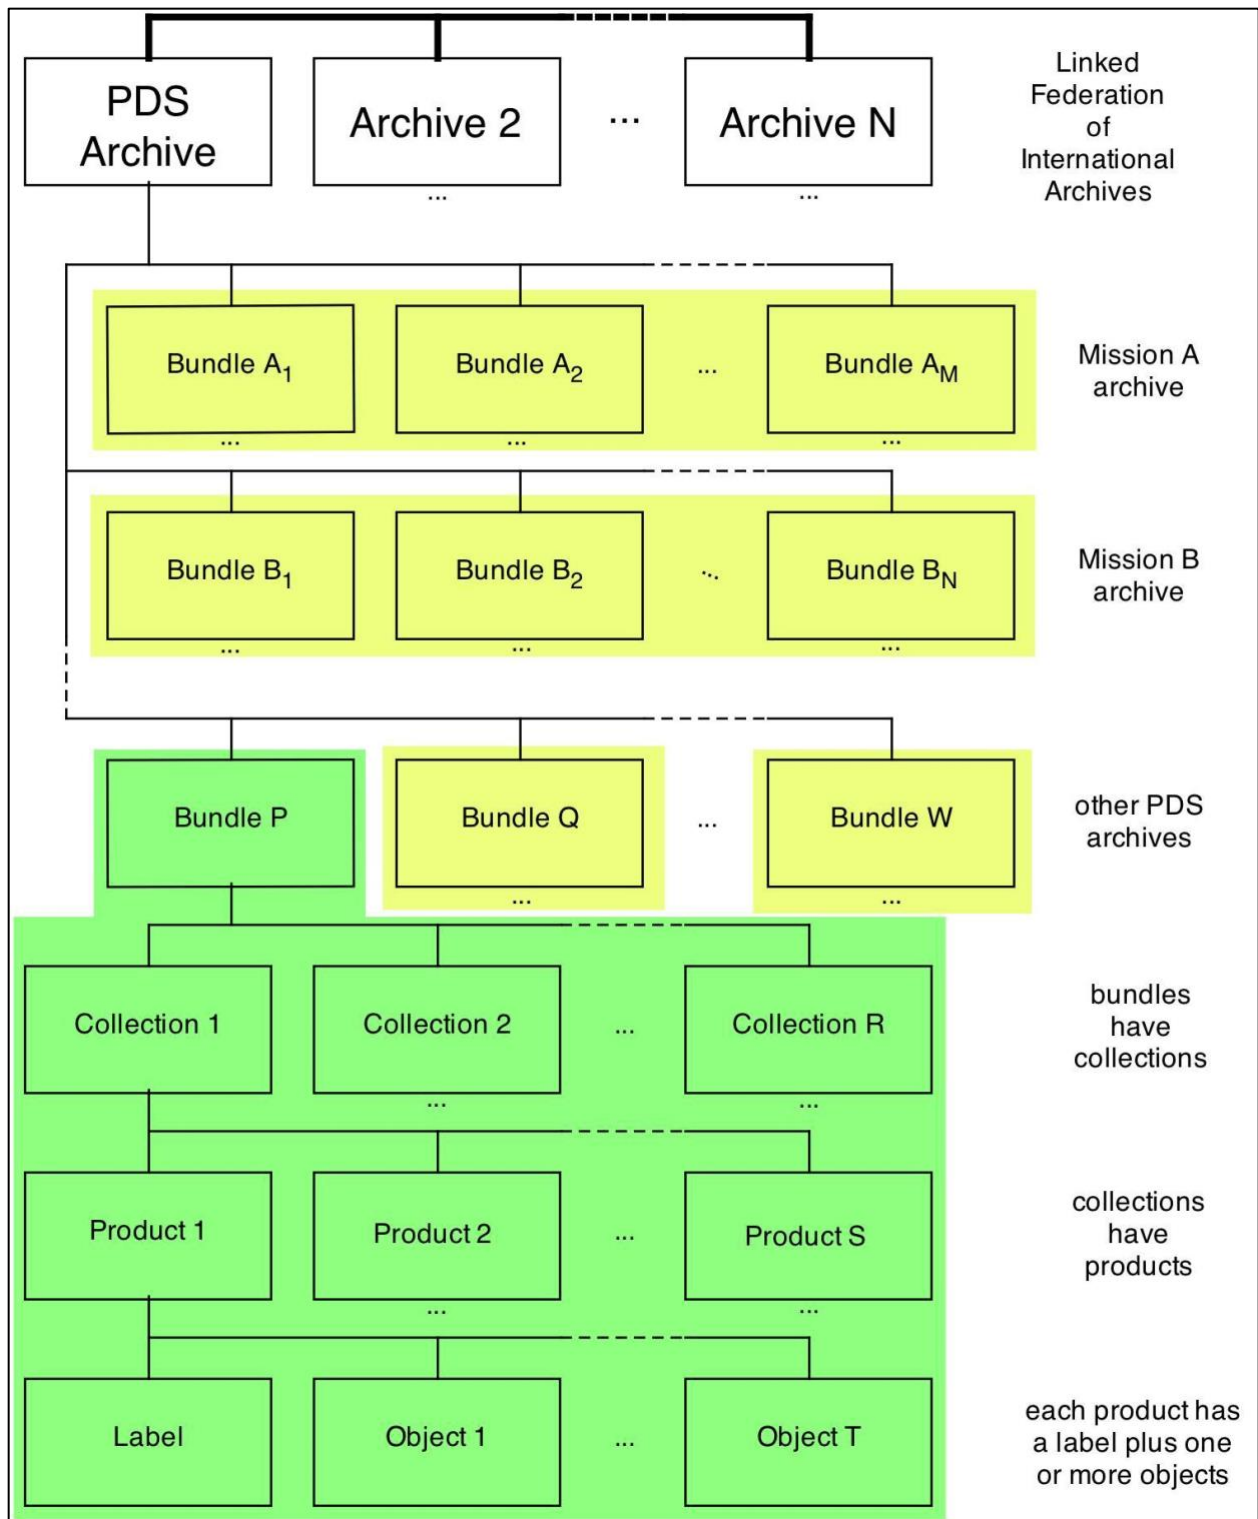 PDS
Archive
Archive 2
...
Archive N
Linked
Federation
of
International
Archives
...
...
Bundle A1
Bundle A2
...
Bundle AM
Mission A
archive
...
...
...
Bundle B1
Bundle B2
...
Bundle BN
Mission B
archive
...
...
...
Bundle P
Bundle Q
...
Bundle W
other PDS
archives
...
...
Collection 1
Collection 2
...
Collection R
bundles
have
collections
...
...
Product 1
Product 2
...
Product S
collections
have
products
...
...
Label
Object 1
...
Object T
each product has
a label plus one
or more objects